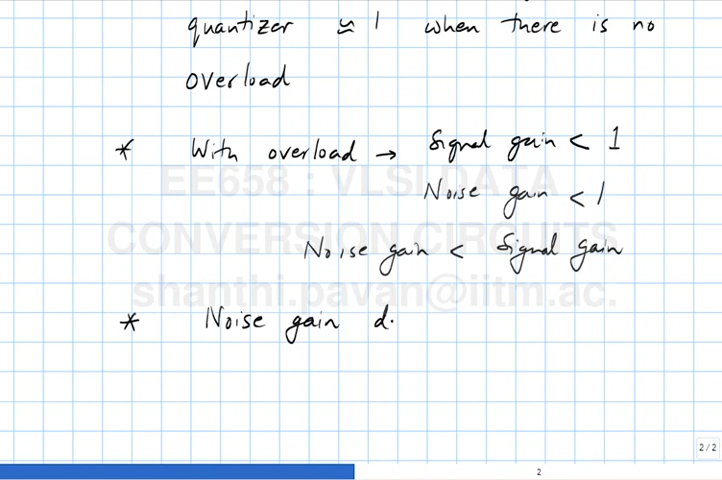 quantizer ≈ 1 when there is no
overload
* With overload → Signal gain < 1
Noise gain < 1
EE658 : VLSI DATA
CONVERSION CIRCUITS
Noise gain < Signal gain
shanthi.pavan@iitm.ac.
* Noise gain d.
2/2
2